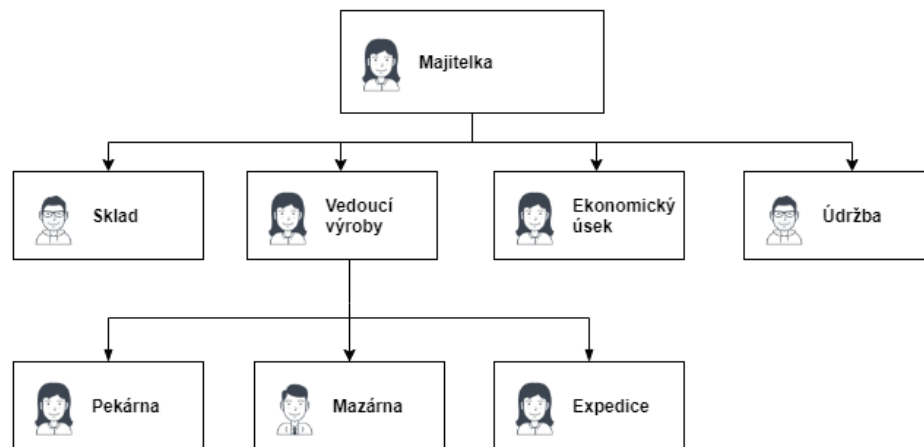 Majitelka
Sklad
Vedoucí
výroby
Ekonomický
úsek
Údržba
Pekárna
Mazárna
Expedice